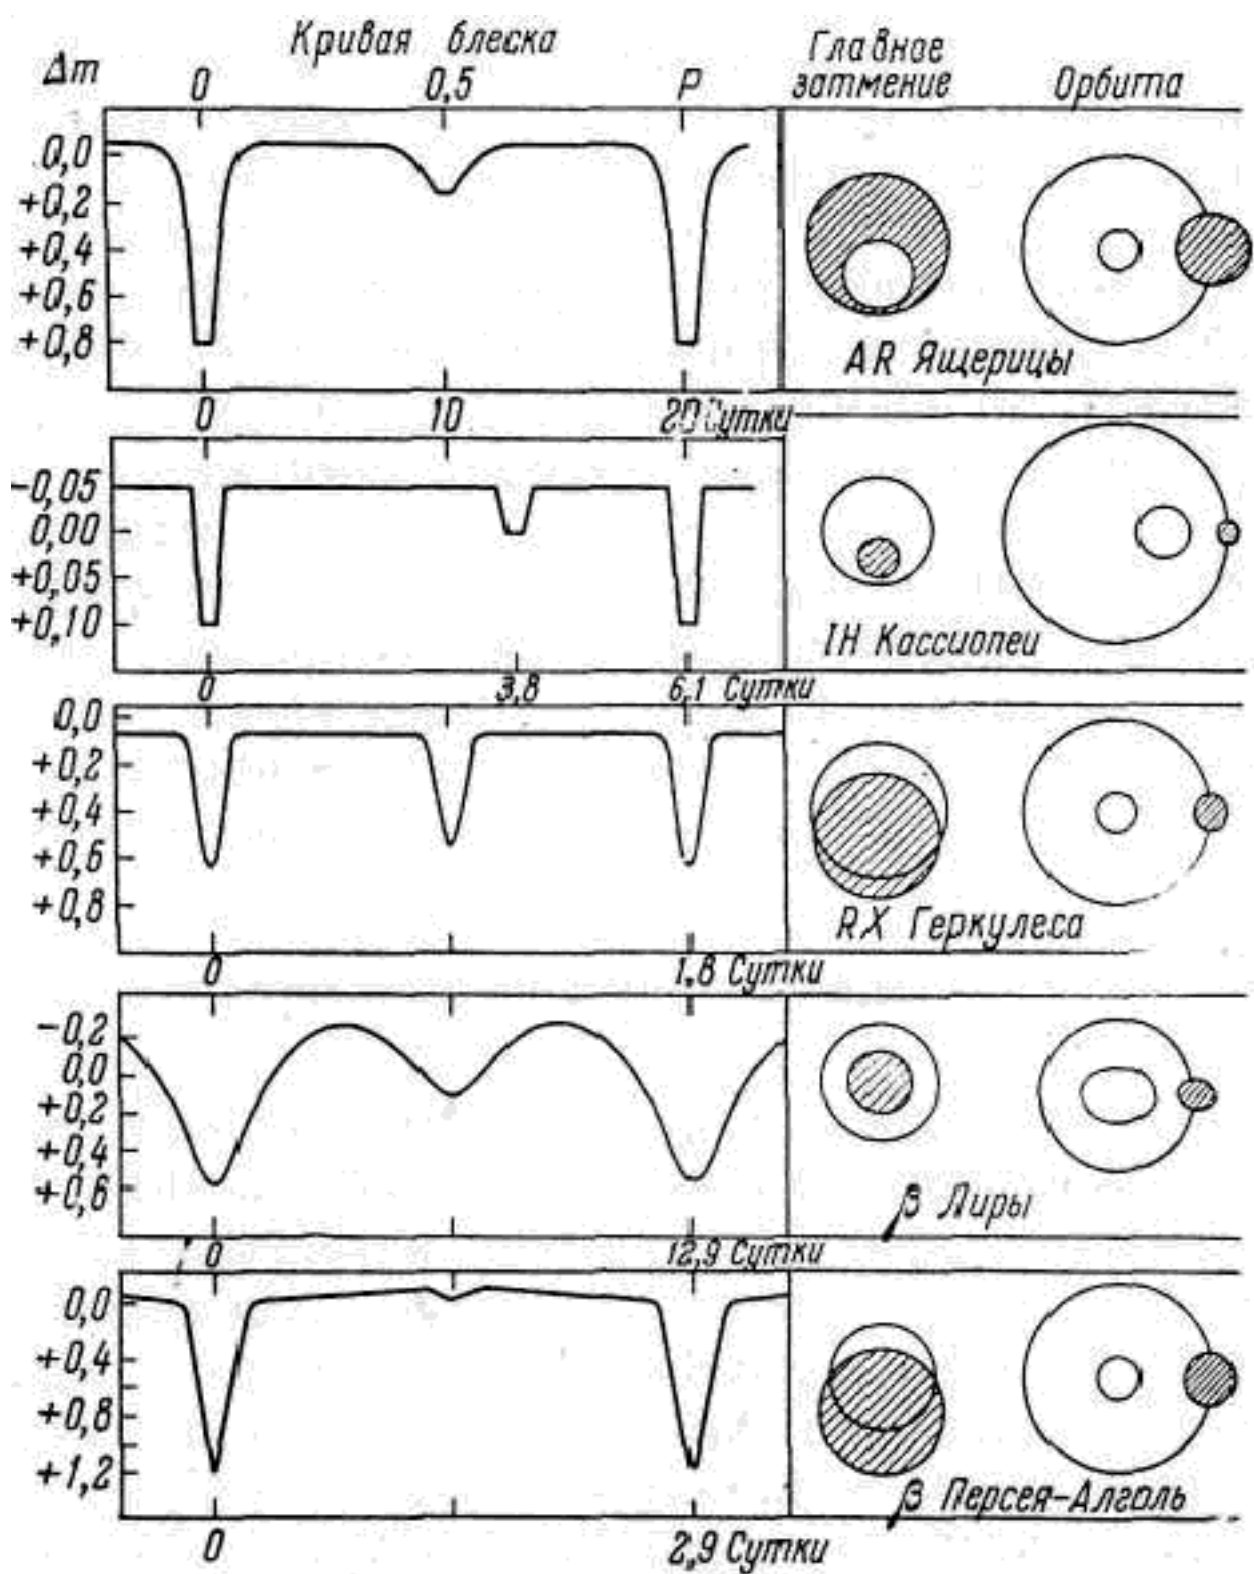 Кривая блеска
Главное затмение
Орбита
Δm
0 0,5 P
0,0
+0,2
+0,4
+0,6
+0,8
AR Ящерицы
0 10 20 Сутки
-0,05
0,00
+0,05
+0,10
IH Кассиопеи
0 3,8 6,1 Сутки
0,0
+0,2
+0,4
+0,6
+0,8
RX Геркулеса
0 1,8 Сутки
-0,2
0,0
+0,2
+0,4
+0,6
β Лиры
0 12,9 Сутки
0,0
+0,4
+0,8
+1,2
β Персея-Алголь
0 2,9 Сутки